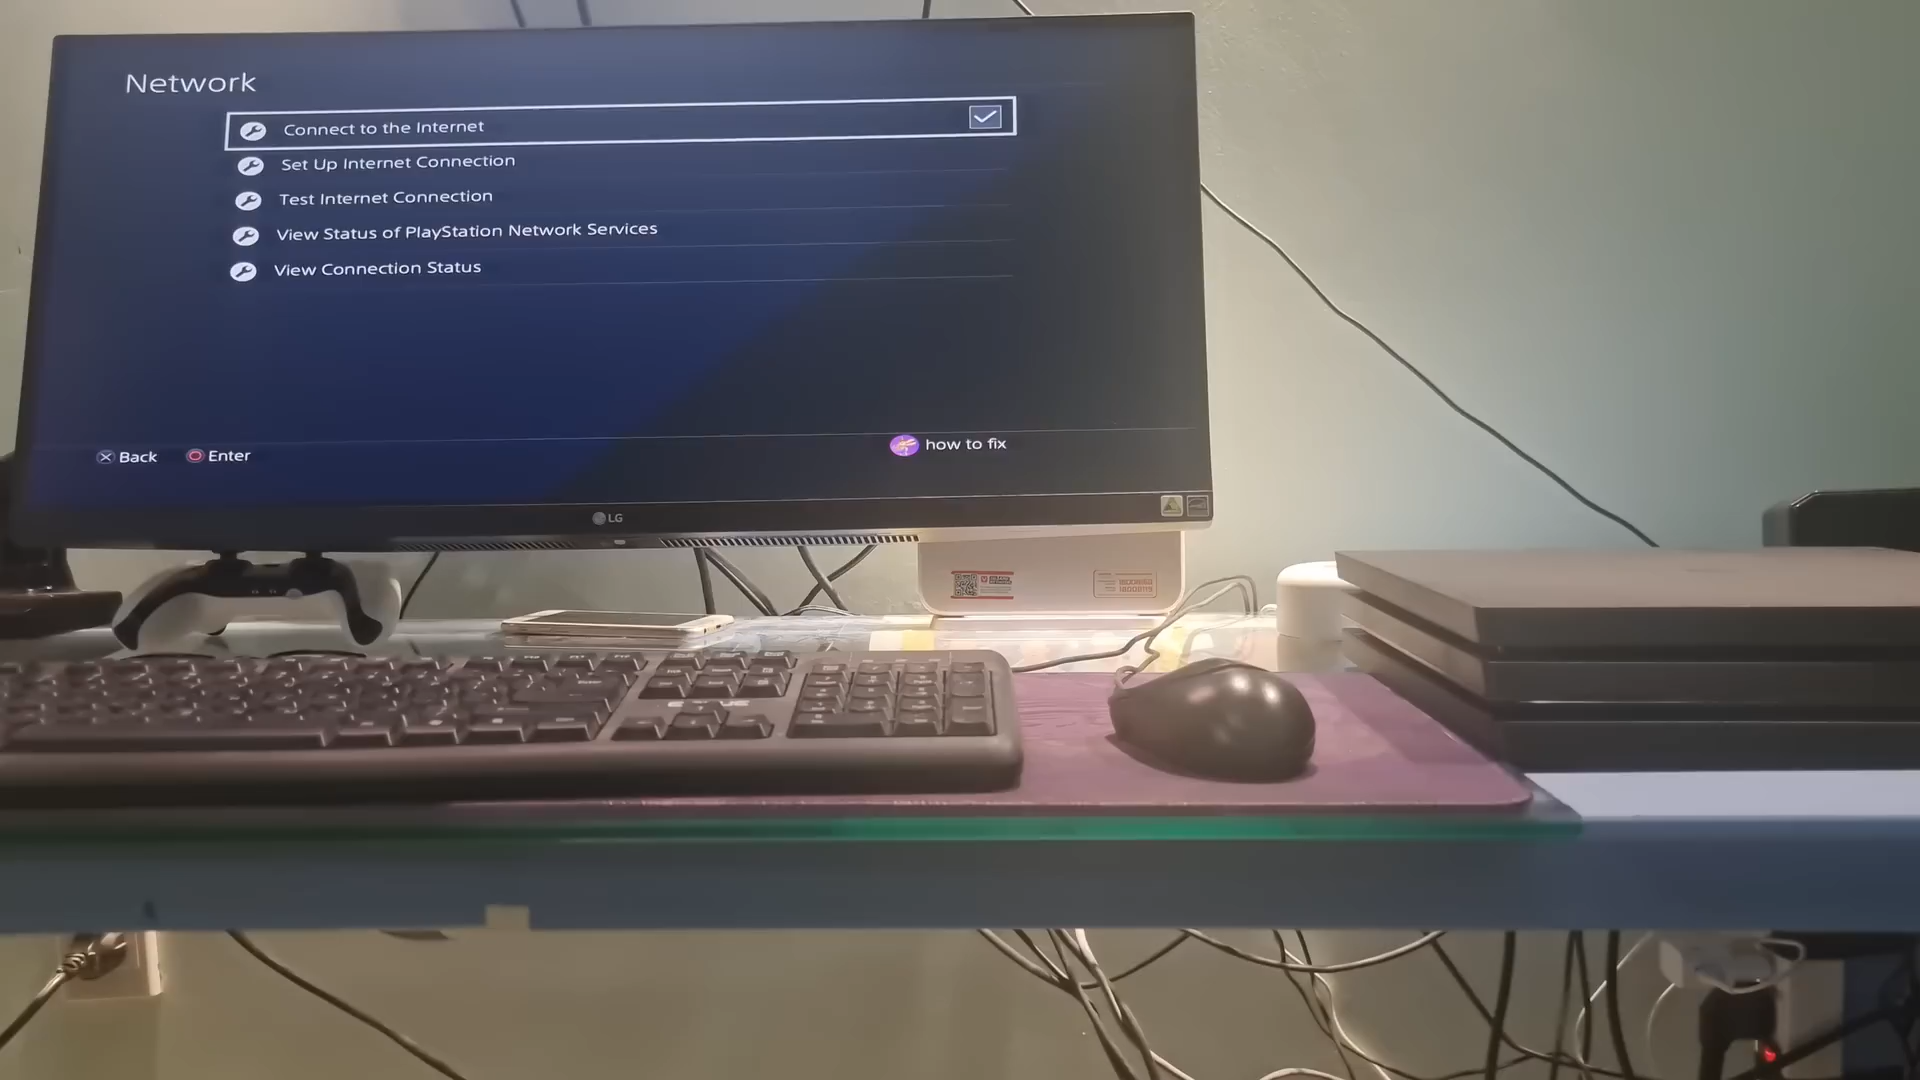 Network
Connect to the Internet
Set Up Internet Connection
Test Internet Connection
View Status of PlayStation Network Services
View Connection Status
Back
Enter
how to fix
LG